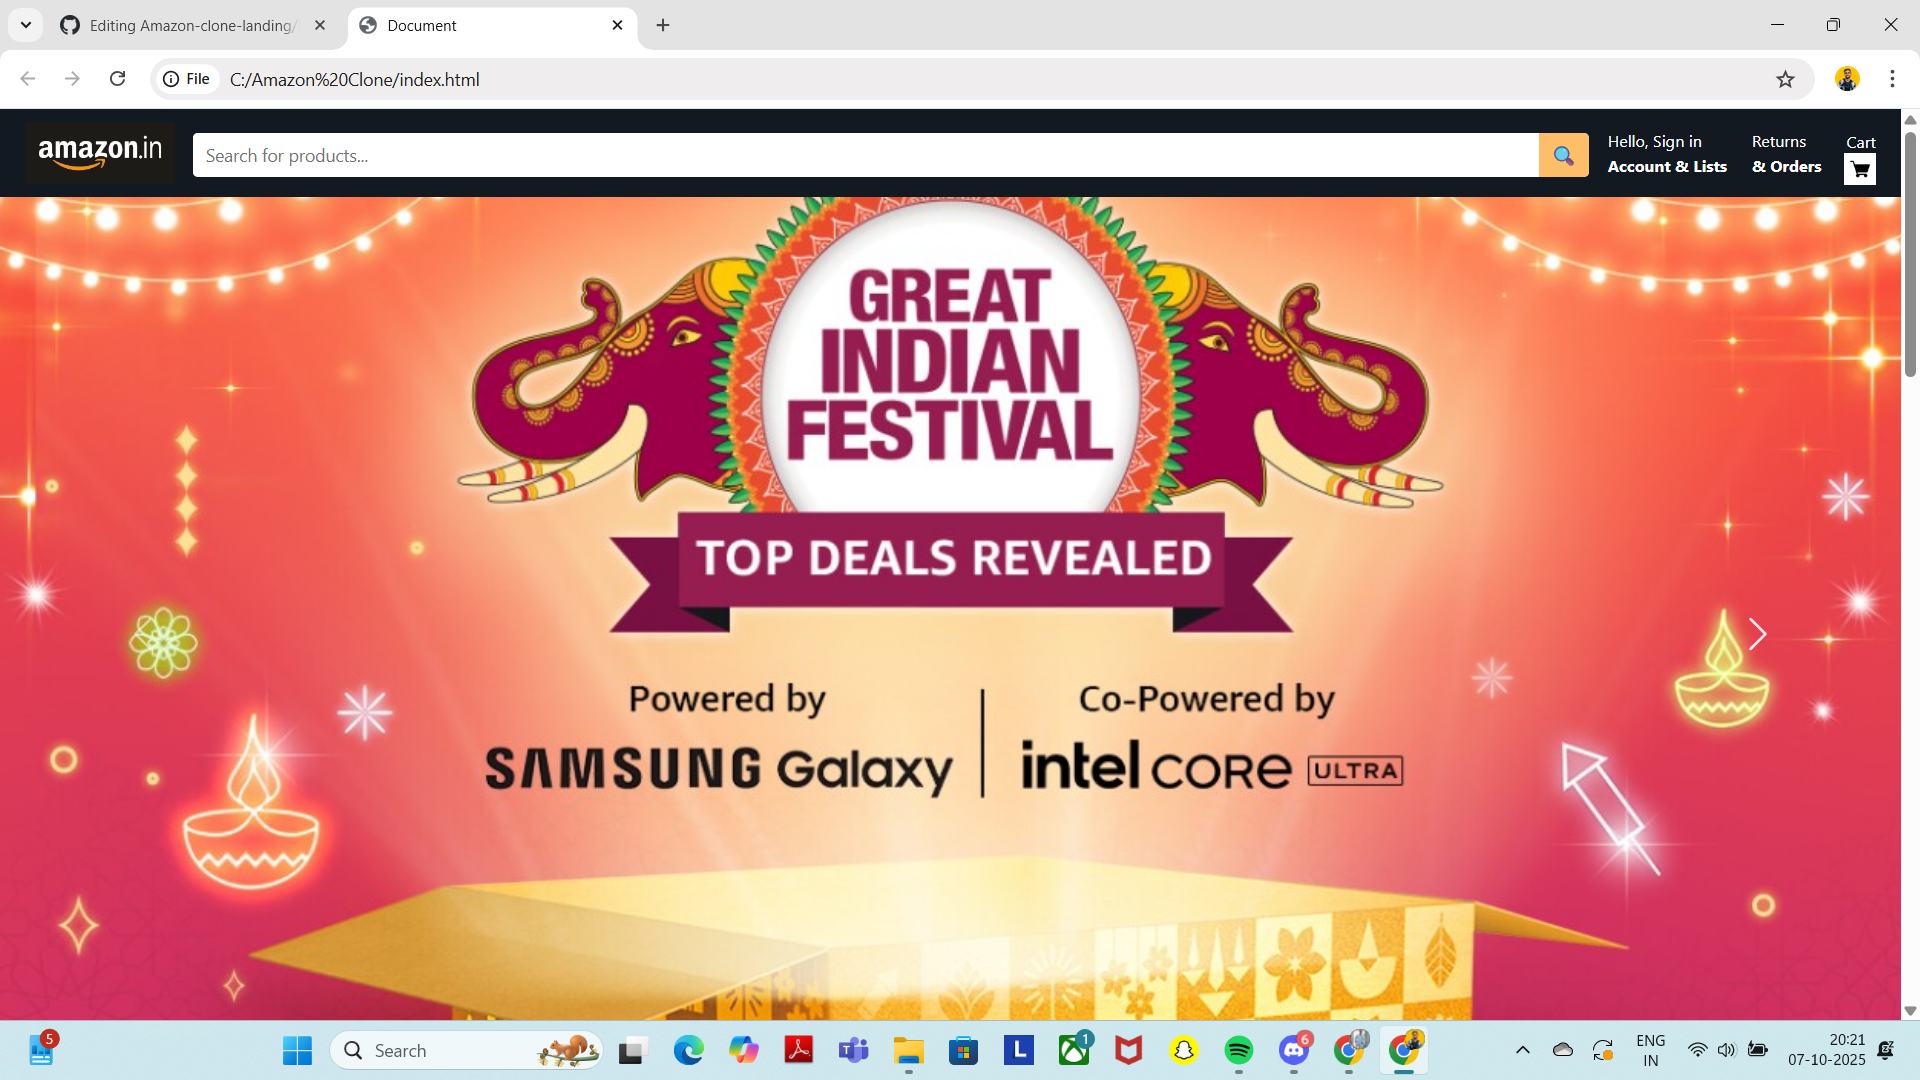 Editing Amazon-clone-landing/
Document
File
C:/Amazon%20Clone/index.html
amazon.in
Search for products...
Hello, Sign in
Account & Lists
Returns
& Orders
Cart
GREAT
INDIAN
FESTIVAL
TOP DEALS REVEALED
Powered by
SAMSUNG Galaxy
Co-Powered by
intel CORE ULTRA
5
Search
L
1
6
ENG
IN
20:21
07-10-2025